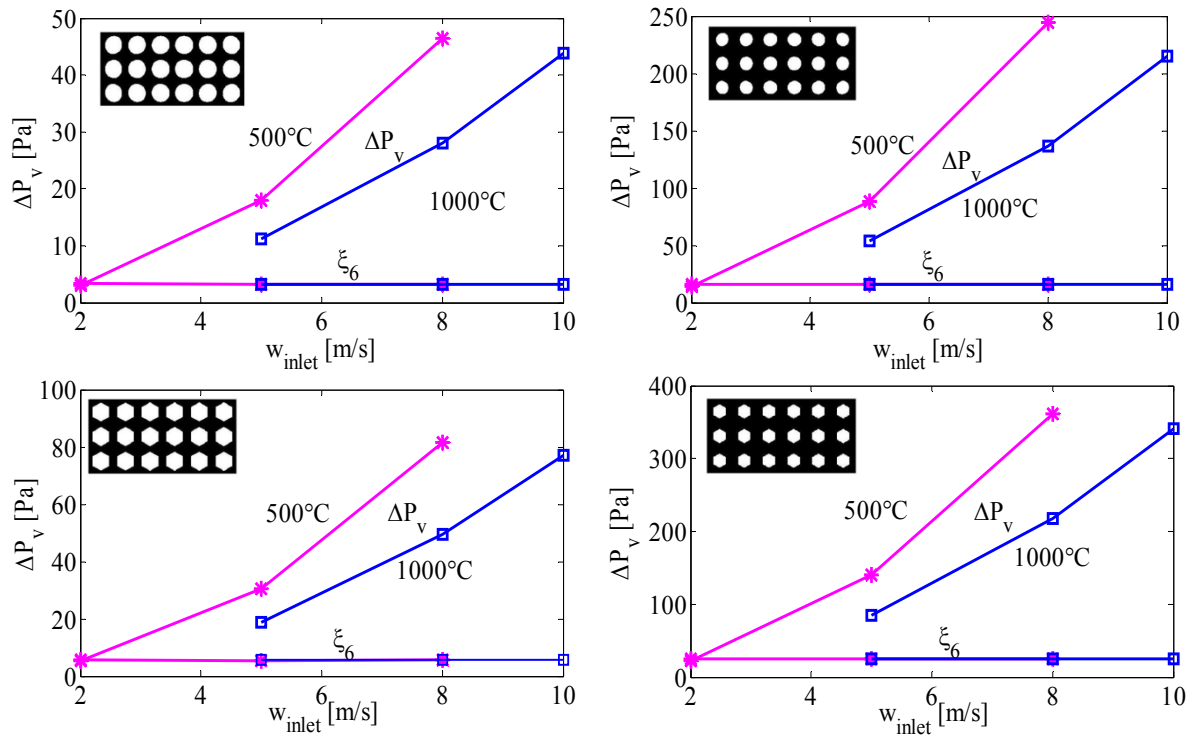 50
40
30
20
10
0
ΔP_v [Pa]
500°C
ΔP_v
1000°C
ξ_6
2 4 6 8 10
w_inlet [m/s]
250
200
150
100
50
0
ΔP_v [Pa]
500°C
ΔP_v
1000°C
ξ_6
2 4 6 8 10
w_inlet [m/s]
100
80
60
40
20
0
ΔP_v [Pa]
500°C
ΔP_v
1000°C
ξ_6
2 4 6 8 10
w_inlet [m/s]
400
300
200
100
0
ΔP_v [Pa]
500°C
ΔP_v
1000°C
ξ_6
2 4 6 8 10
w_inlet [m/s]